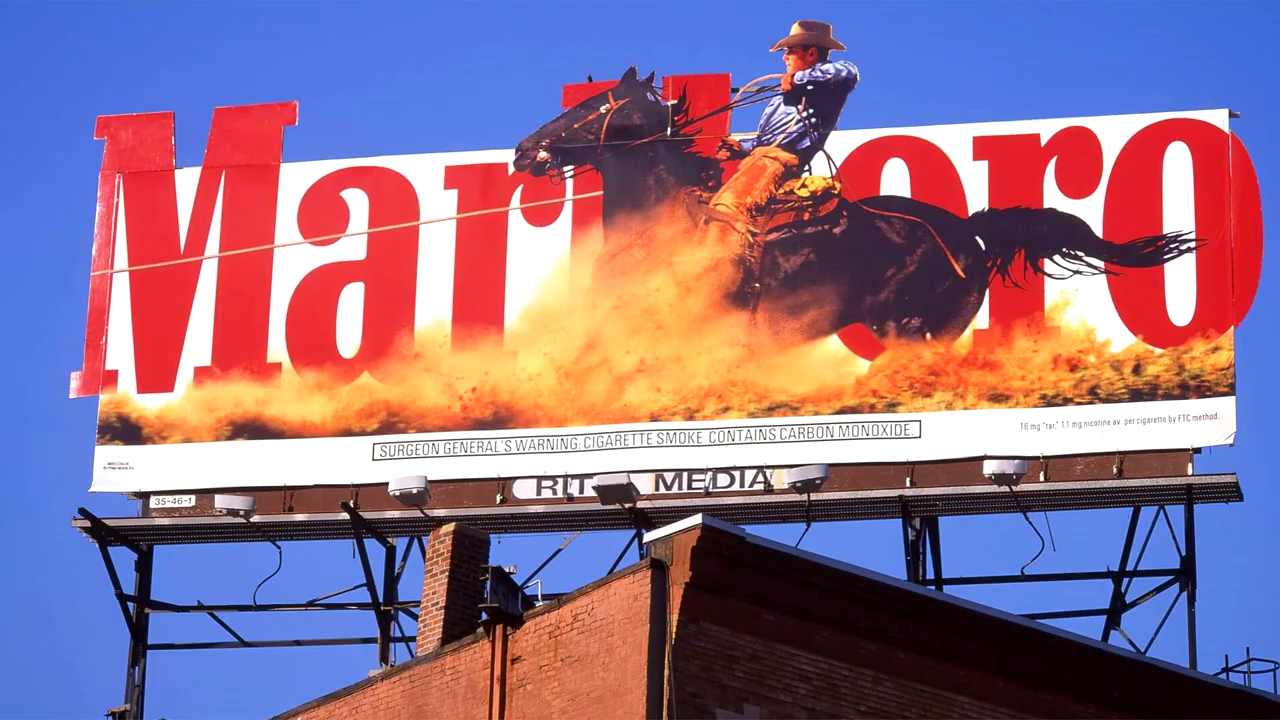 Marlboro
16 mg "tar," 1.1 mg nicotine av. per cigarette by FTC method.
SURGEON GENERAL'S WARNING: CIGARETTE SMOKE CONTAINS CARBON MONOXIDE.
35-46-1
MEDIA